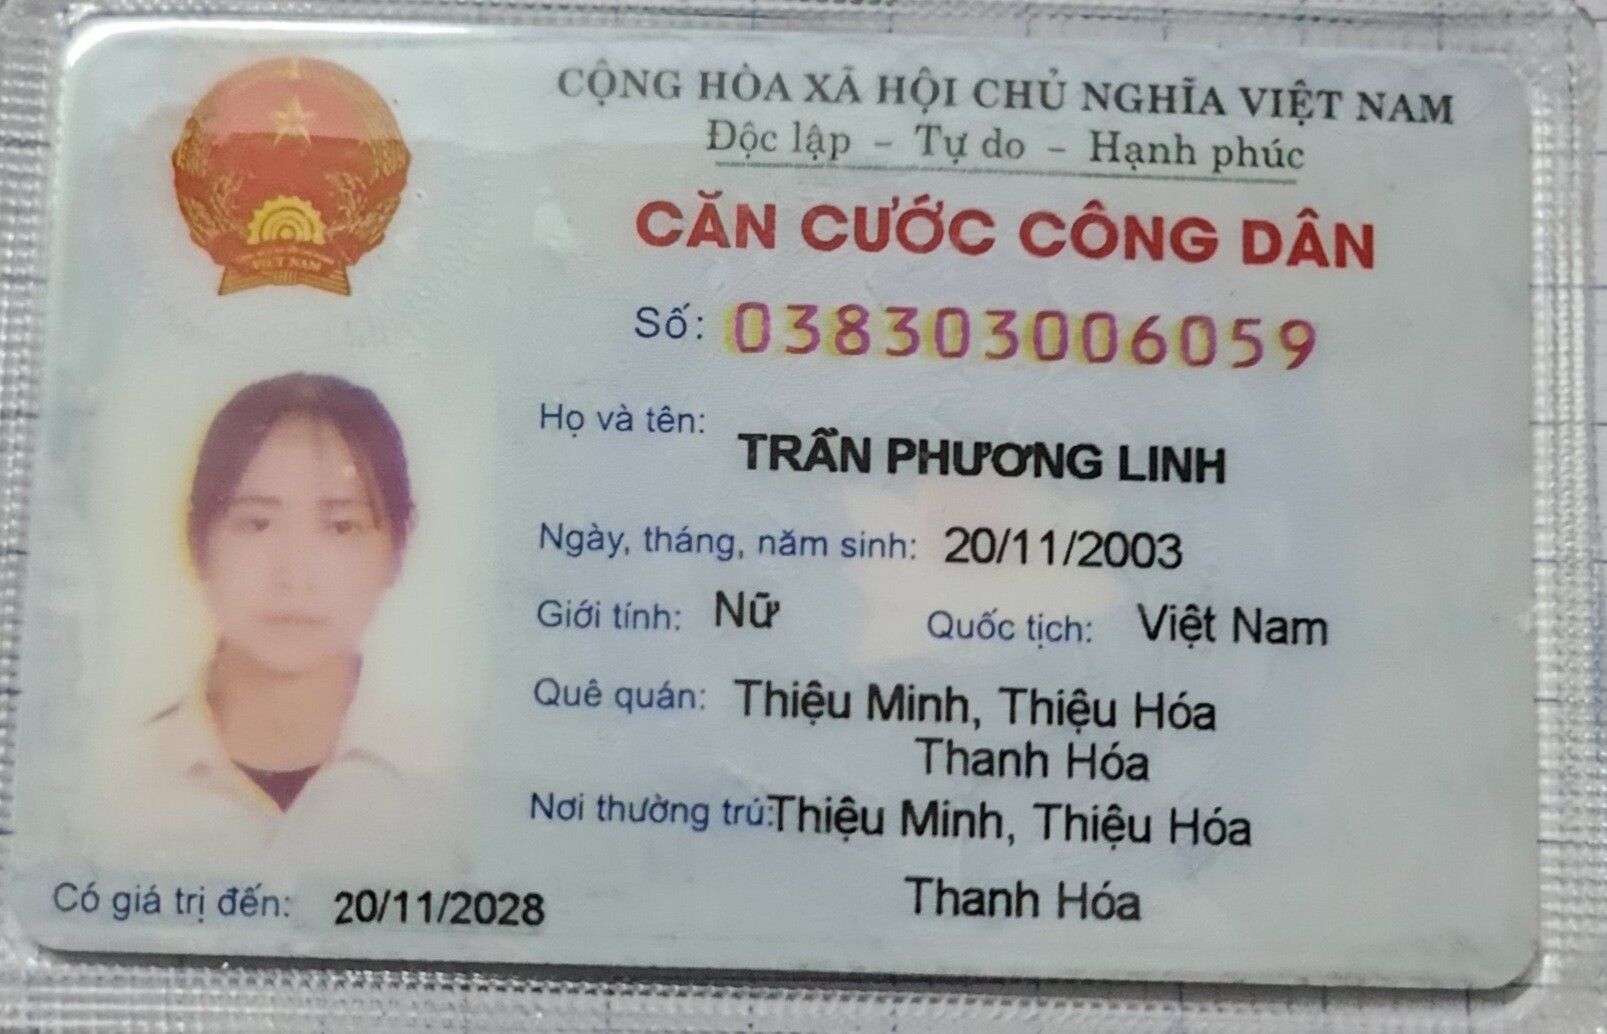 CỘNG HÒA XÃ HỘI CHỦ NGHĨA VIỆT NAM
Độc lập - Tự do - Hạnh phúc
CĂN CƯỚC CÔNG DÂN
Số: 038303006059
Họ và tên: TRẦN PHƯƠNG LINH
Ngày, tháng, năm sinh: 20/11/2003
Giới tính: Nữ Quốc tịch: Việt Nam
Quê quán: Thiệu Minh, Thiệu Hóa
Thanh Hóa
Nơi thường trú: Thiệu Minh, Thiệu Hóa
Thanh Hóa
Có giá trị đến: 20/11/2028
VIỆT NAM